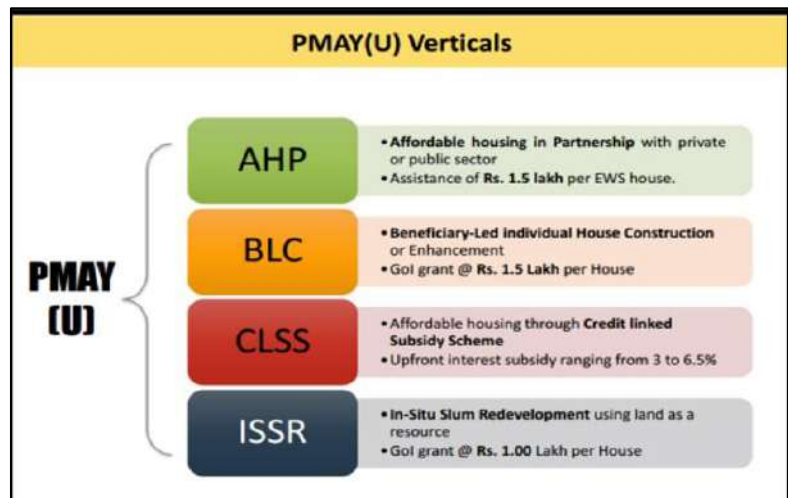 PMAY(U) Verticals
PMAY
(U)
AHP
• Affordable housing in Partnership with private
or public sector
• Assistance of Rs. 1.5 lakh per EWS house.
BLC
• Beneficiary-Led individual House Construction
or Enhancement
• GoI grant @ Rs. 1.5 Lakh per House
CLSS
• Affordable housing through Credit linked
Subsidy Scheme
• Upfront interest subsidy ranging from 3 to 6.5%
ISSR
• In-Situ Slum Redevelopment using land as a
resource
• GoI grant @ Rs. 1.00 Lakh per House